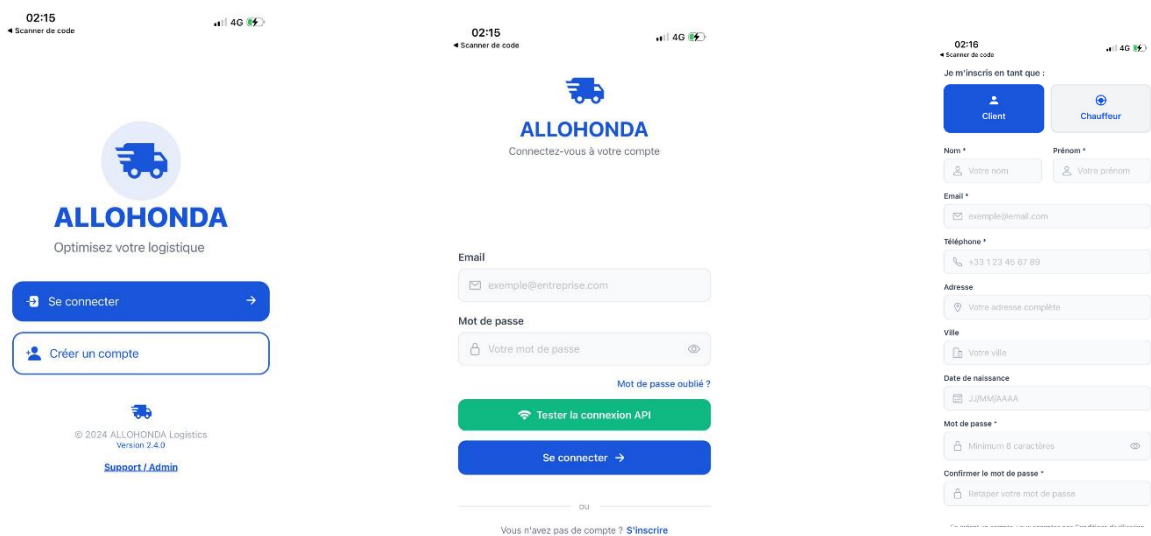 02:15
◀ Scanner de code
4G
ALLOHONDA
Optimisez votre logistique
Se connecter →
Créer un compte
© 2024 ALLOHONDA Logistics
Version 2.4.0
Support / Admin
02:15
◀ Scanner de code
4G
ALLOHONDA
Connectez-vous à votre compte
Email
exemple@entreprise.com
Mot de passe
Votre mot de passe
Mot de passe oublié ?
Tester la connexion API
Se connecter →
ou
Vous n'avez pas de compte ? S'inscrire
02:16
◀ Scanner de code
4G
Je m'inscris en tant que :
Client
Chauffeur
Nom *
Prénom *
Votre nom
Votre prénom
Email *
exemple@email.com
Téléphone *
+33 1 23 45 67 89
Adresse
Votre adresse complète
Ville
Votre ville
Date de naissance
JJ/MM/AAAA
Mot de passe *
Minimum 6 caractères
Confirmer le mot de passe *
Retaper votre mot de passe